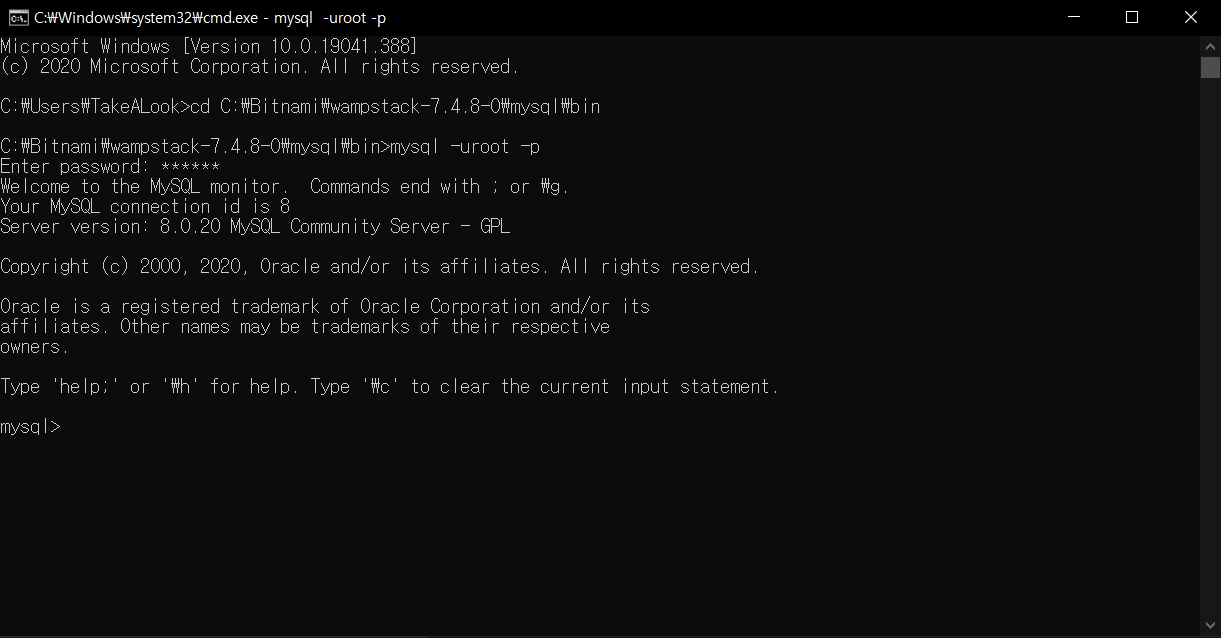 C:₩Windows₩system32₩cmd.exe - mysql  -uroot -p
Microsoft Windows [Version 10.0.19041.388]
(c) 2020 Microsoft Corporation. All rights reserved.
C:₩Users₩TakeALook>cd C:₩Bitnami₩wampstack-7.4.8-0₩mysql₩bin
C:₩Bitnami₩wampstack-7.4.8-0₩mysql₩bin>mysql -uroot -p
Enter password: ******
Welcome to the MySQL monitor.  Commands end with ; or ₩g.
Your MySQL connection id is 8
Server version: 8.0.20 MySQL Community Server - GPL
Copyright (c) 2000, 2020, Oracle and/or its affiliates. All rights reserved.
Oracle is a registered trademark of Oracle Corporation and/or its
affiliates. Other names may be trademarks of their respective
owners.
Type 'help;' or '₩h' for help. Type '₩c' to clear the current input statement.
mysql>